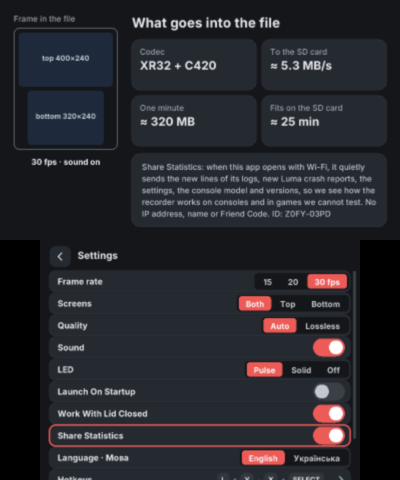 Frame in the file
top 400×240
bottom 320×240
30 fps · sound on
What goes into the file
Codec
XR32 + C420
To the SD card
≈ 5.3 MB/s
One minute
≈ 320 MB
Fits on the SD card
≈ 25 min
Share Statistics: when this app opens with Wi-Fi, it quietly
sends the new lines of its logs, new Luma crash reports, the
settings, the console model and versions, so we see how the
recorder works on consoles and in games we cannot test. No
IP address, name or Friend Code. ID: Z0FY-03PD
Settings
Frame rate 15 20 30 fps
Screens Both Top Bottom
Quality Auto Lossless
Sound
LED Pulse Solid Off
Launch On Startup
Work With Lid Closed
Share Statistics
Language · Мова English Українська
Hotkeys L · Y · X · SELECT